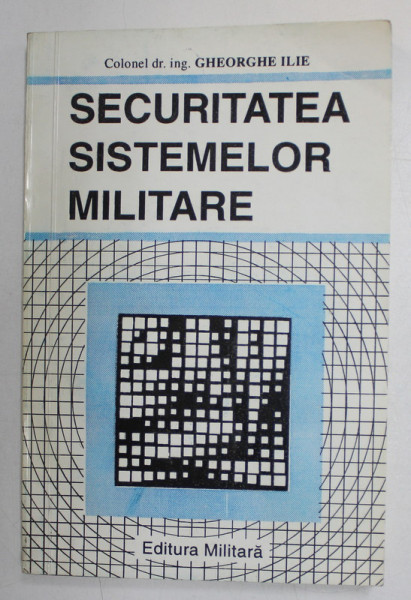 Colonel dr. ing. GHEORGHE ILIE
SECURITATEA
SISTEMELOR
MILITARE
Editura Militară